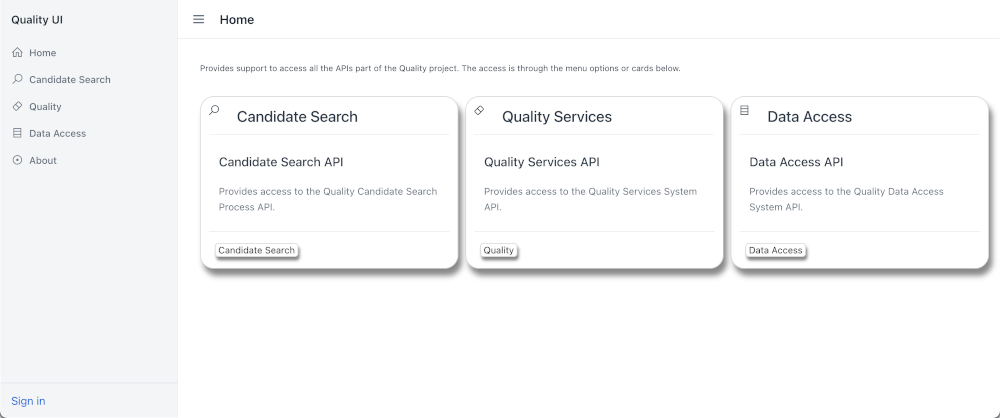 Quality UI
Home
Home
Candidate Search
Quality
Data Access
About
Provides support to access all the APIs part of the Quality project. The access is through the menu options or cards below.
Candidate Search
Candidate Search API
Provides access to the Quality Candidate Search
Process API.
Candidate Search
Quality Services
Quality Services API
Provides access to the Quality Services System
API.
Quality
Data Access
Data Access API
Provides access to the Quality Data Access
System API.
Data Access
Sign in